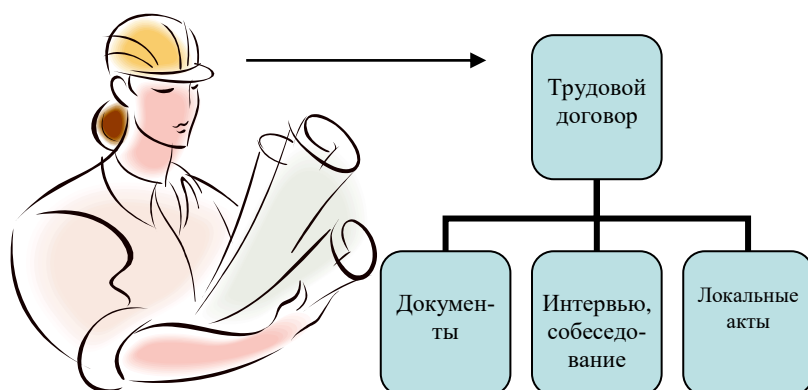 Трудовой
договор
Докумен-
ты
Интервью,
собеседо-
вание
Локальные
акты